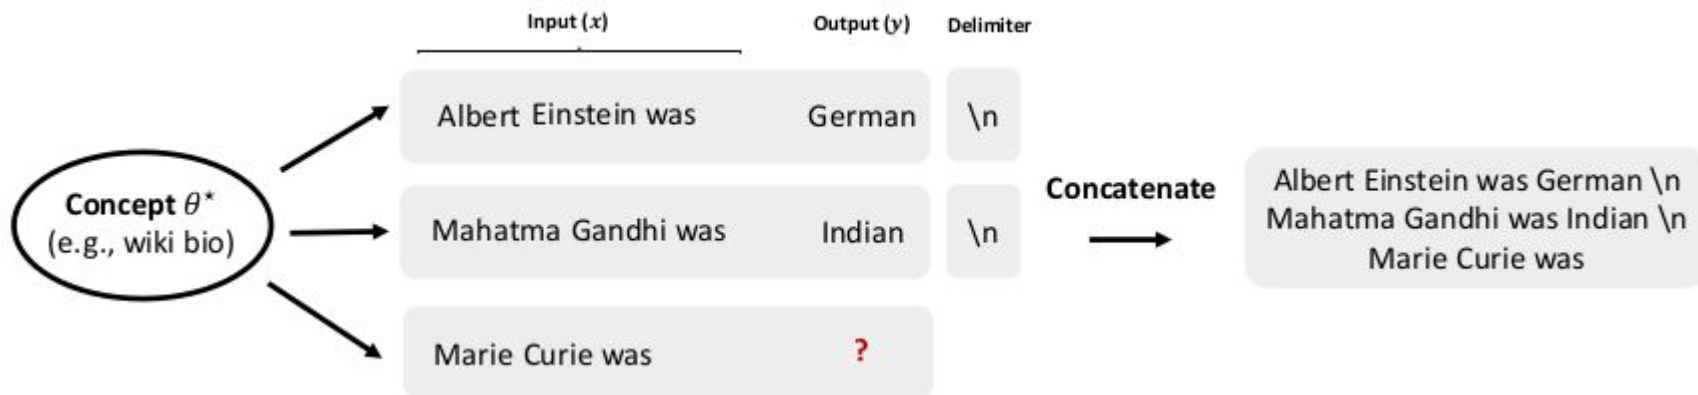 Input (x) Output (y) Delimiter
Albert Einstein was German \n
Concept θ* (e.g., wiki bio)
Mahatma Gandhi was Indian \n
Marie Curie was ?
Concatenate
Albert Einstein was German \n
Mahatma Gandhi was Indian \n
Marie Curie was